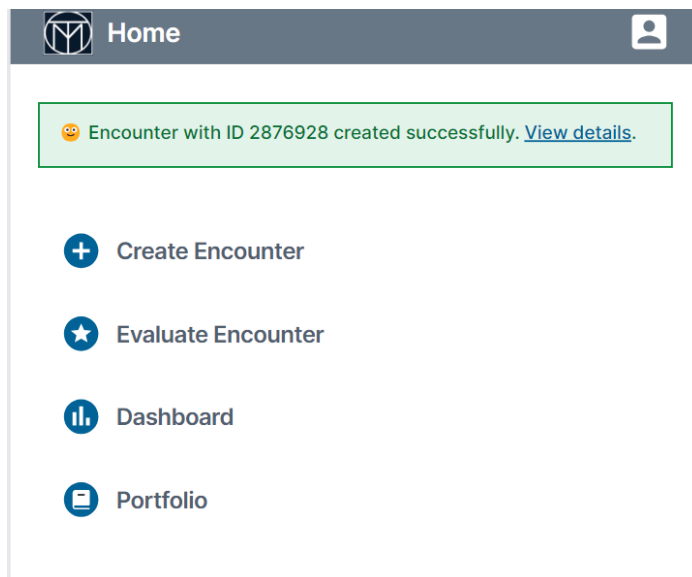 Home
Encounter with ID 2876928 created successfully. View details.
Create Encounter
Evaluate Encounter
Dashboard
Portfolio